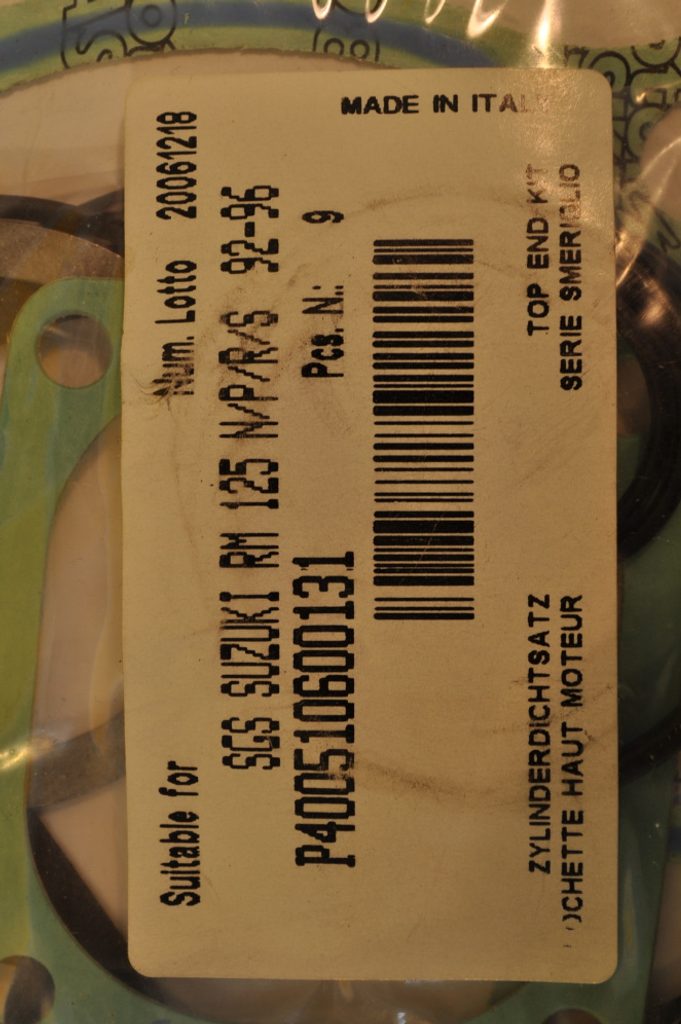 MADE IN ITA
Suitable for Num. Lotto 20061218
SGS SUZUKI RM 125 N/P/R/S 92-96
P400510600131 Pcs. N.: 9
ZYLINDERDICHTSATZ TOP END KIT
OCHETTE HAUT MOTEUR SERIE SMERIGLIO